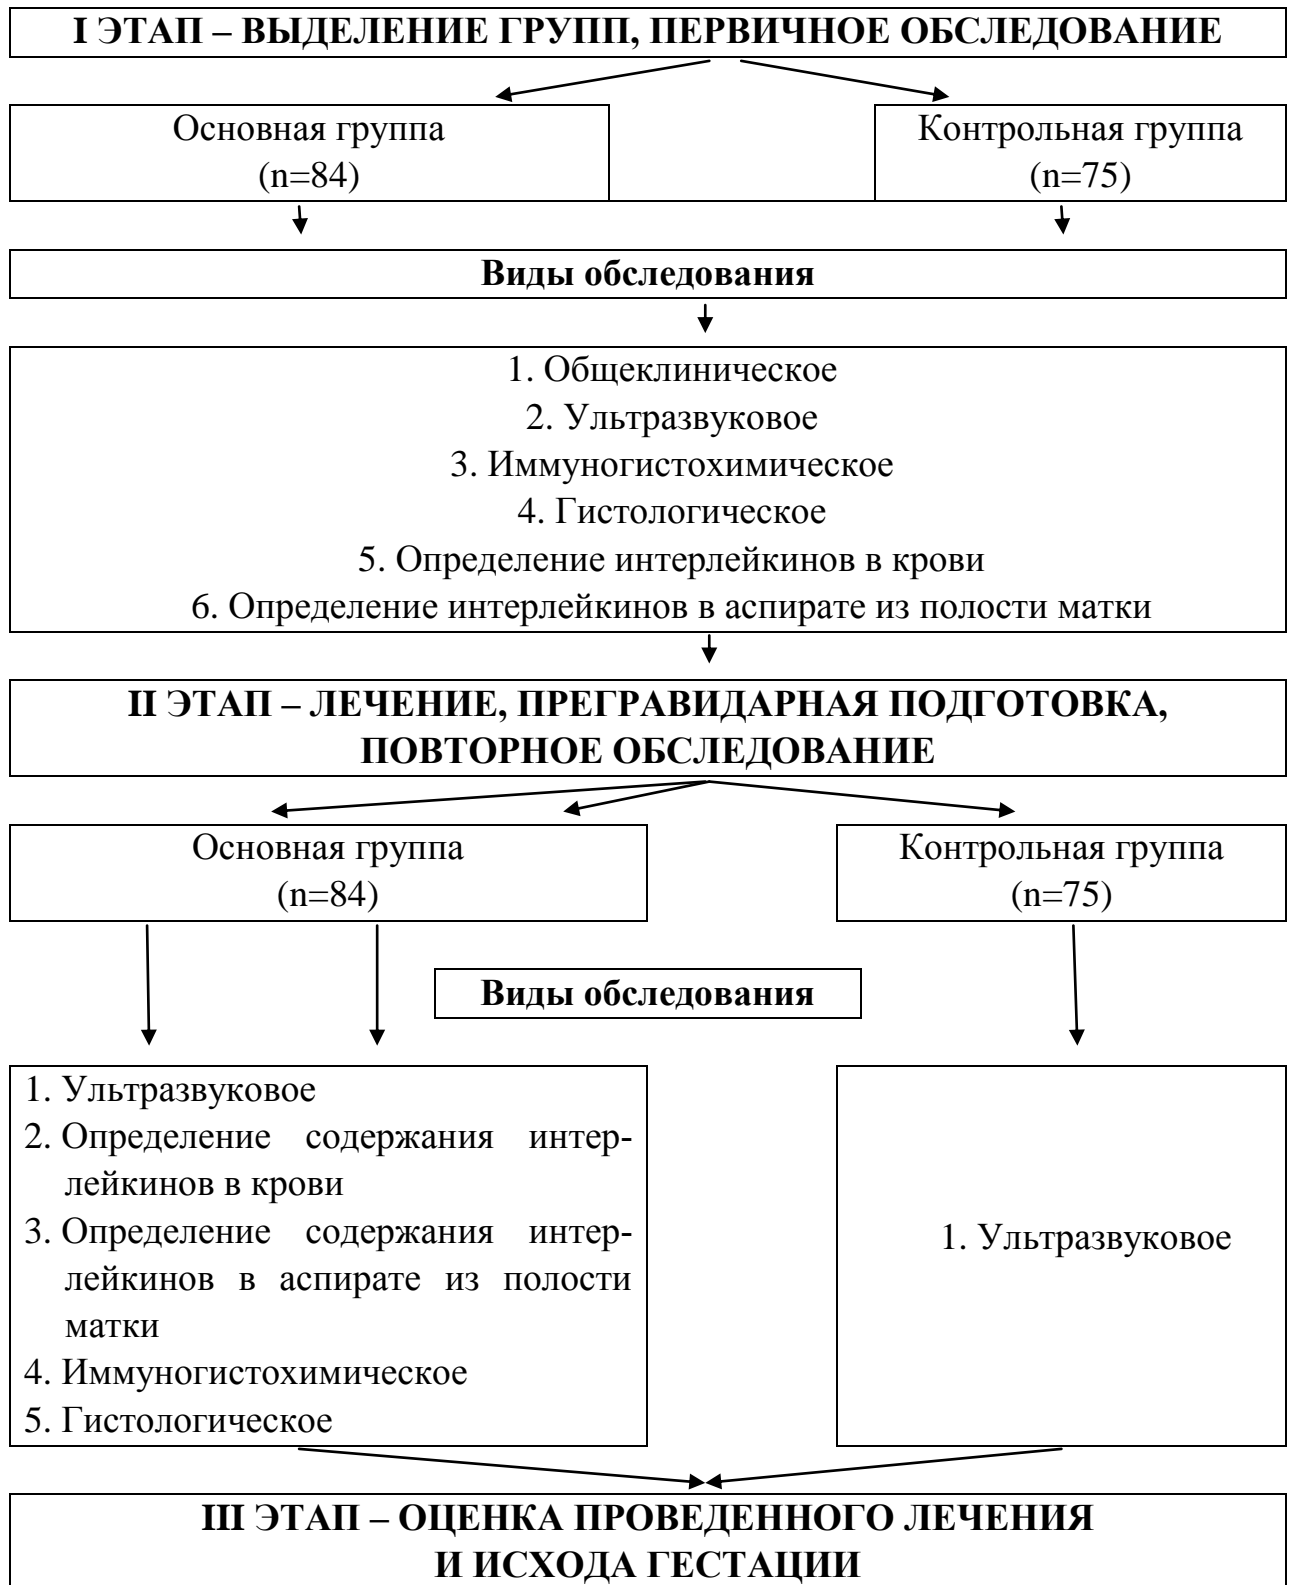 I ЭТАП – ВЫДЕЛЕНИЕ ГРУПП, ПЕРВИЧНОЕ ОБСЛЕДОВАНИЕ
Основная группа
(n=84)
Контрольная группа
(n=75)
Виды обследования
1. Общеклиническое
2. Ультразвуковое
3. Иммуногистохимическое
4. Гистологическое
5. Определение интерлейкинов в крови
6. Определение интерлейкинов в аспирате из полости матки
II ЭТАП – ЛЕЧЕНИЕ, ПРЕГРАВИДАРНАЯ ПОДГОТОВКА,
ПОВТОРНОЕ ОБСЛЕДОВАНИЕ
Основная группа
(n=84)
Контрольная группа
(n=75)
Виды обследования
1. Ультразвуковое
2. Определение содержания интер-
лейкинов в крови
3. Определение содержания интер-
лейкинов в аспирате из полости
матки
4. Иммуногистохимическое
5. Гистологическое
1. Ультразвуковое
III ЭТАП – ОЦЕНКА ПРОВЕДЕННОГО ЛЕЧЕНИЯ
И ИСХОДА ГЕСТАЦИИ